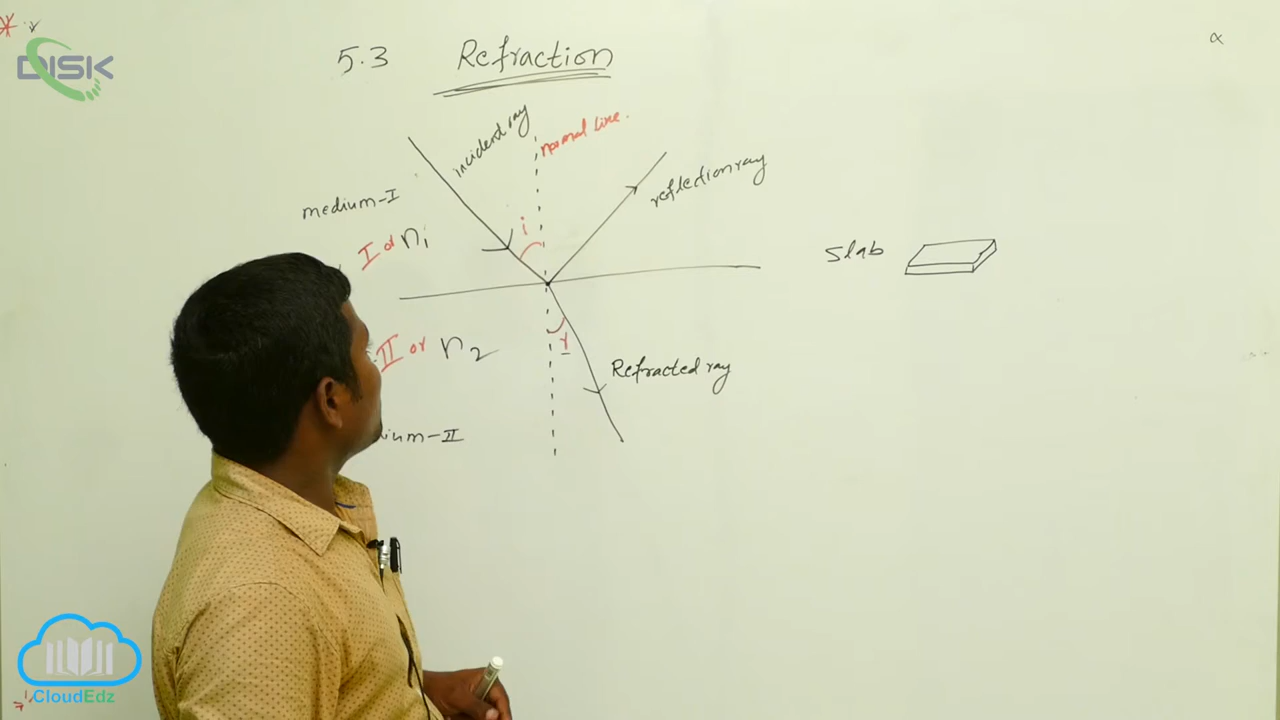 DISK
5.3 Refraction
α
incident ray
normal line.
reflection ray
medium-I
I or n1
i
Slab
II or n2
r
Refracted ray
ium-II
CloudEdz